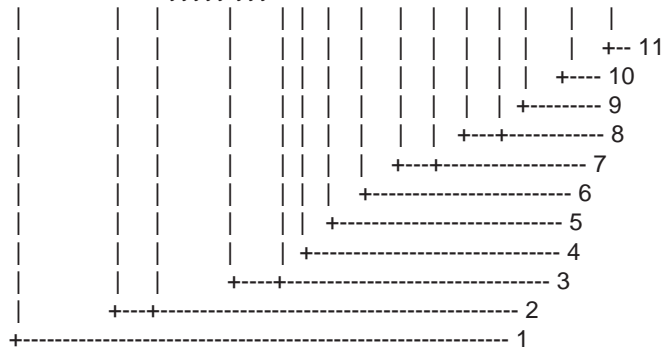 | | | | | | | | | | | | | | | |
| | | | | | | | | | | | | | | +-- 11
| | | | | | | | | | | | | | +---- 10
| | | | | | | | | | | | | +---------- 9
| | | | | | | | | | | +---+------------- 8
| | | | | | | | | +---+---------------- 7
| | | | | | | | +---------------------- 6
| | | | | | | +------------------------- 5
| | | | | | +---------------------------- 4
| | | +----+----------------------------- 3
| +---+---------------------------------------- 2
+----------------------------------------------------- 1